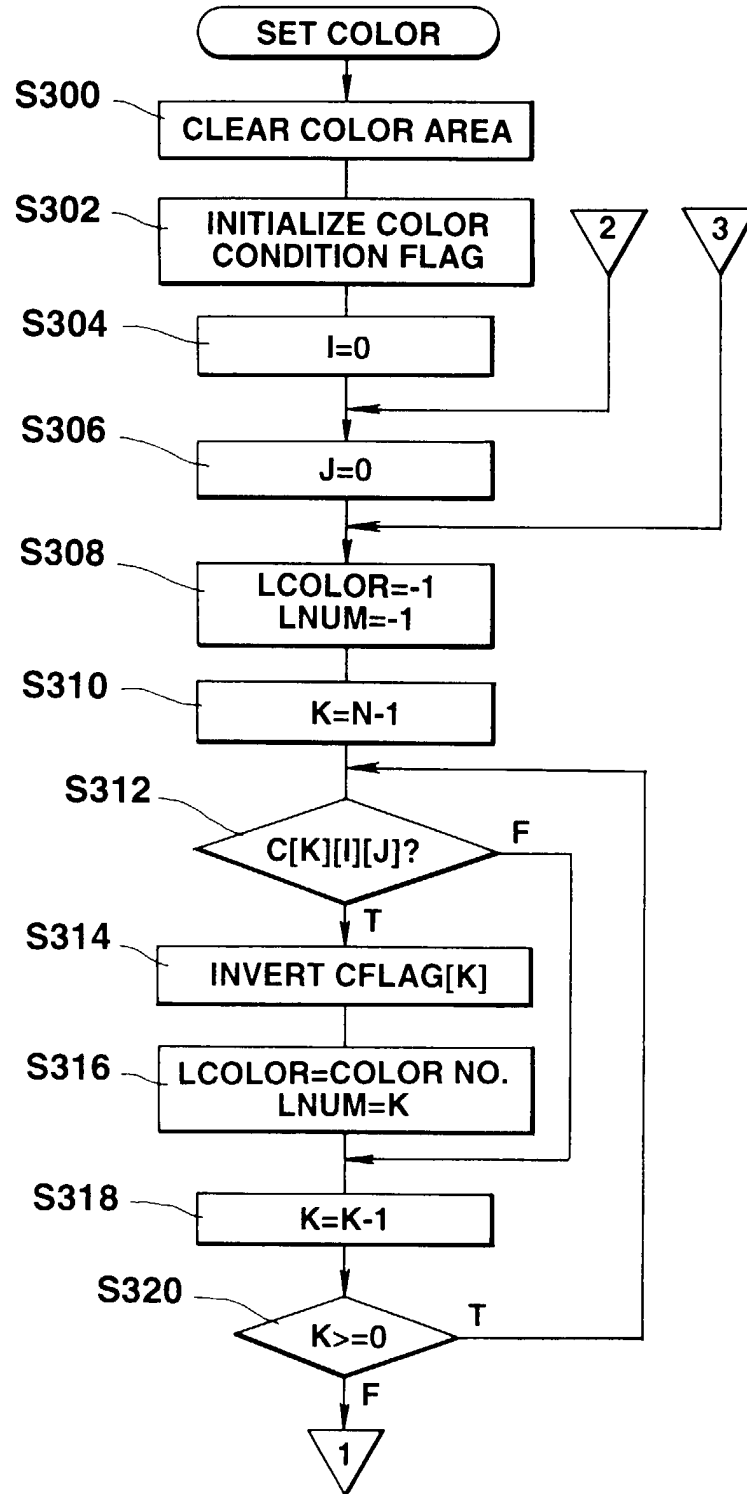 SET COLOR
S300
CLEAR COLOR AREA
S302
INITIALIZE COLOR
CONDITION FLAG
2
3
S304
I=0
S306
J=0
S308
LCOLOR=-1
LNUM=-1
S310
K=N-1
S312
C[K][I][J]?
F
T
S314
INVERT CFLAG[K]
S316
LCOLOR=COLOR NO.
LNUM=K
S318
K=K-1
S320
K>=0
T
F
1